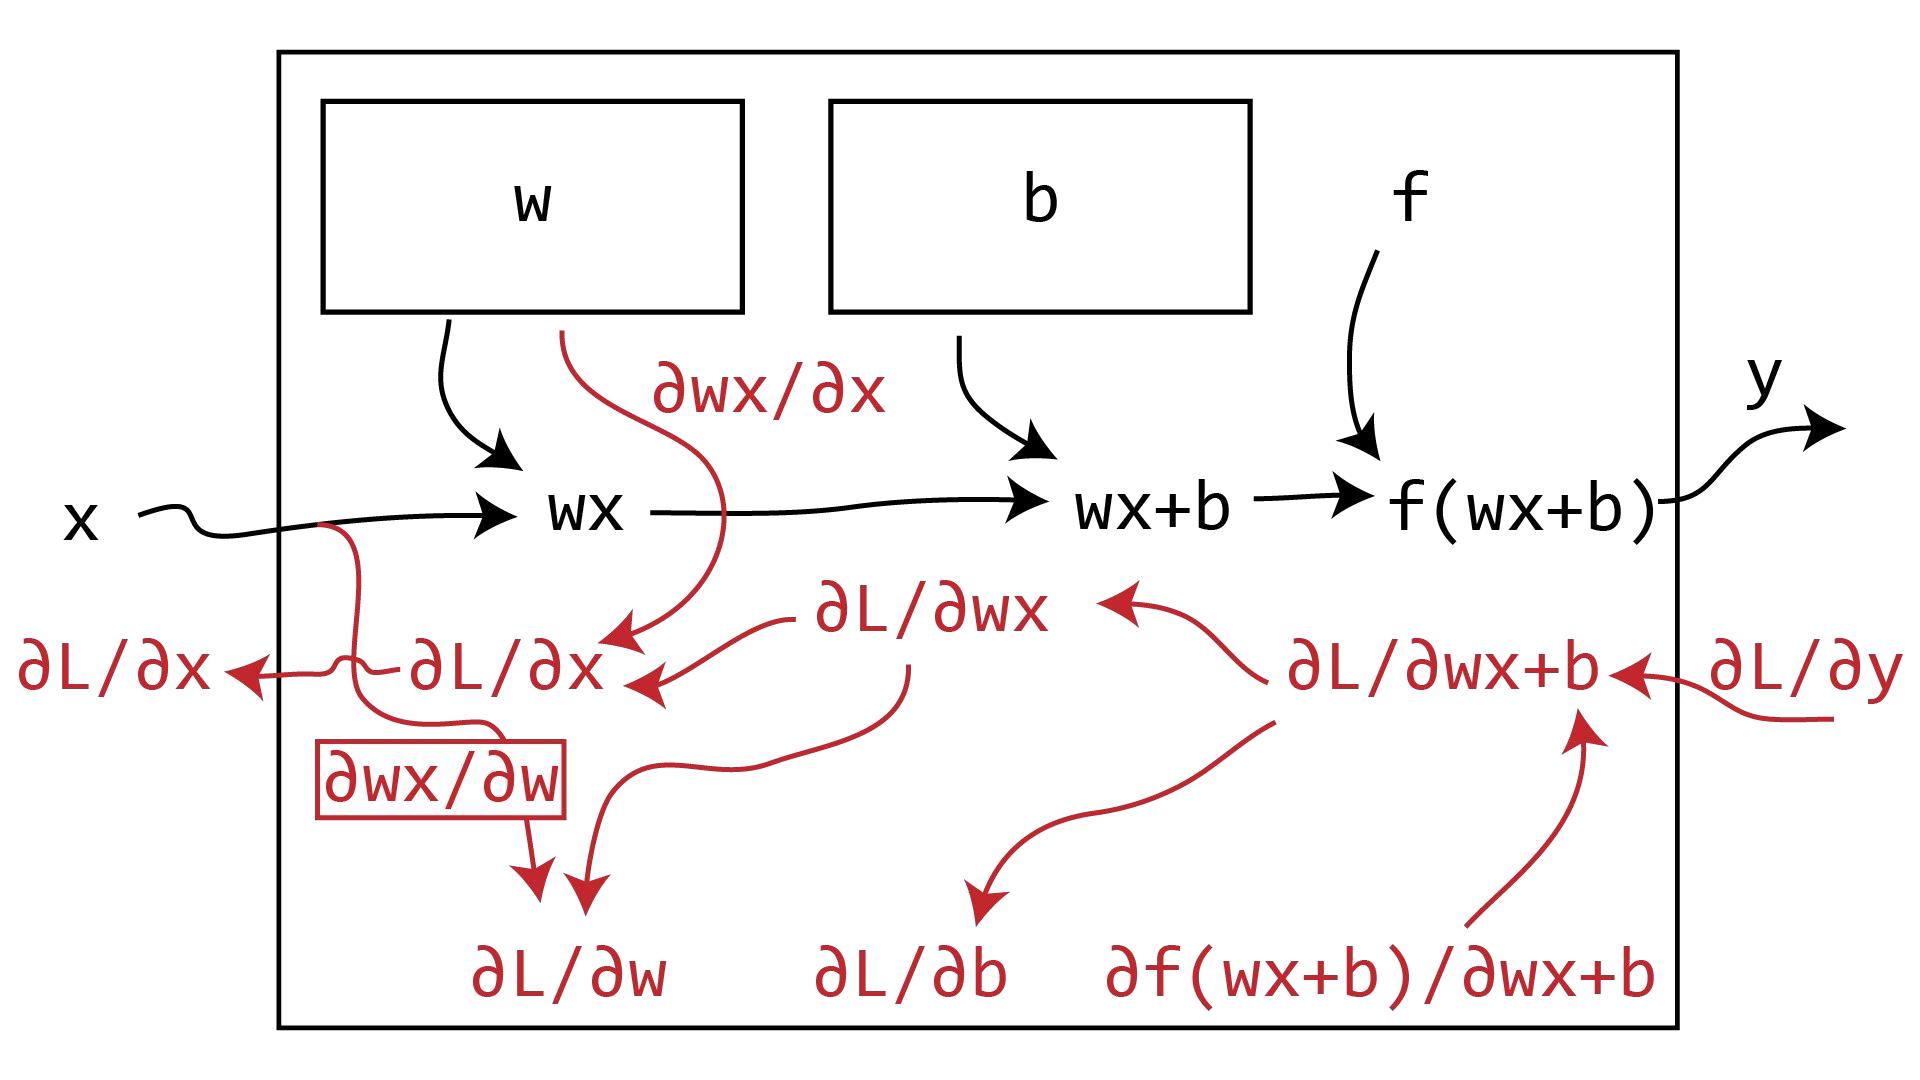 w
b
f
∂wx/∂x
y
x
wx
wx+b
f(wx+b)
∂L/∂wx
∂L/∂x
∂L/∂x
∂L/∂wx+b
∂L/∂y
∂wx/∂w
∂L/∂w
∂L/∂b
∂f(wx+b)/∂wx+b